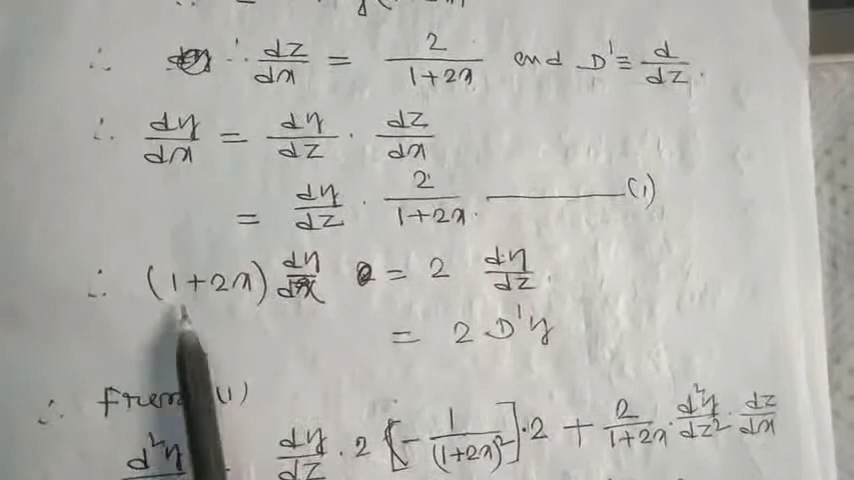 ∴ ∵ dz/dx = 2/(1+2x) and D' ≡ d/dz.
∴ dy/dx = dy/dz · dz/dx
= dy/dz · 2/(1+2x) ——— (1)
∴ (1+2x) dy/dx = 2 dy/dz
= 2 D'y
∴ From (1)
d²y dy/dz · 2 [- 1/(1+2x)²] · 2 + 2/(1+2x) · d²y/dz² · dz/dx